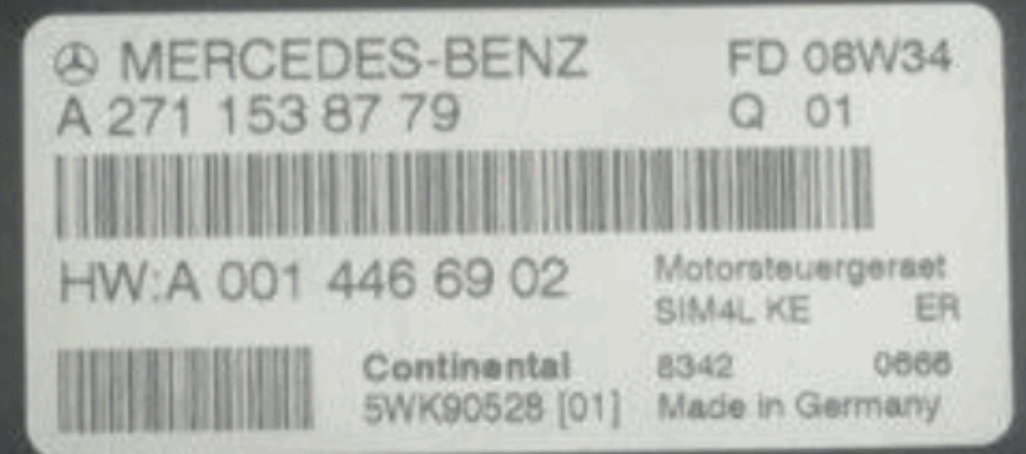 MERCEDES-BENZ FD 08W34
A 271 153 87 79 Q 01
HW:A 001 446 69 02
Motorsteuergeraet
SIM4L KE ER
Continental 8342 0666
5WK90528 [01] Made in Germany